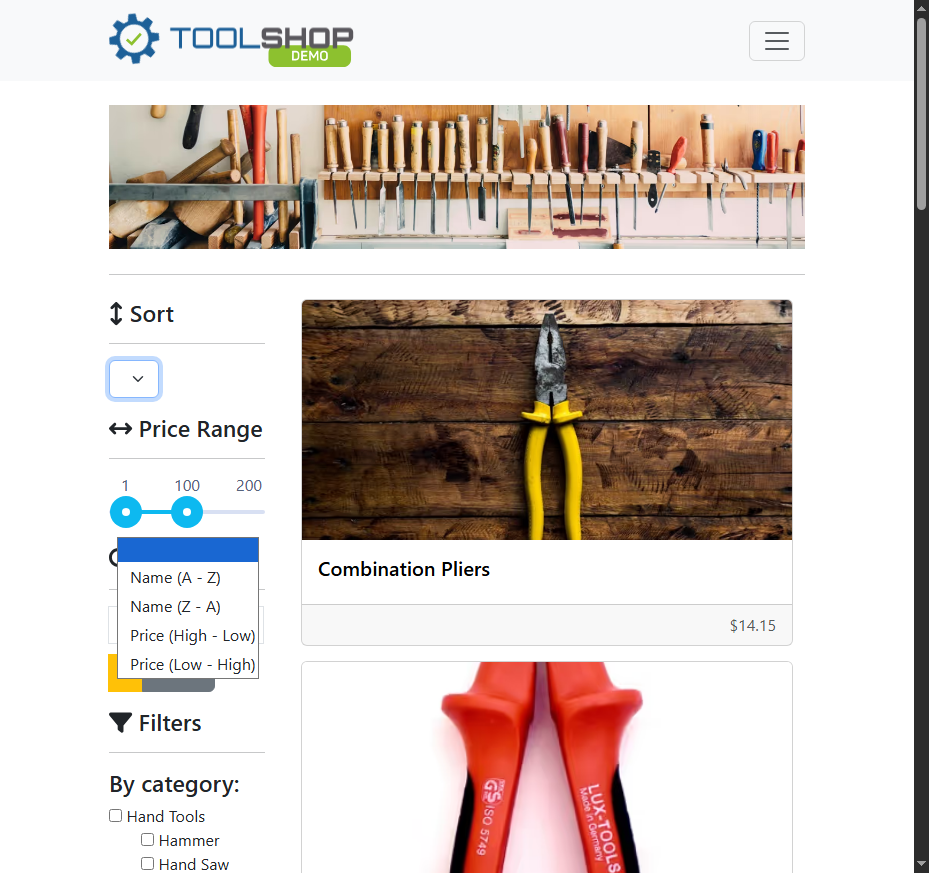 TOOLSHOP
DEMO
Sort
Price Range
1 100 200
Name (A - Z)
Name (Z - A)
Price (High - Low)
Price (Low - High)
Filters
By category:
Hand Tools
Hammer
Hand Saw
Combination Pliers
$14.15
GS
ISO 5749
LUX-TOOLS
Made in Germany